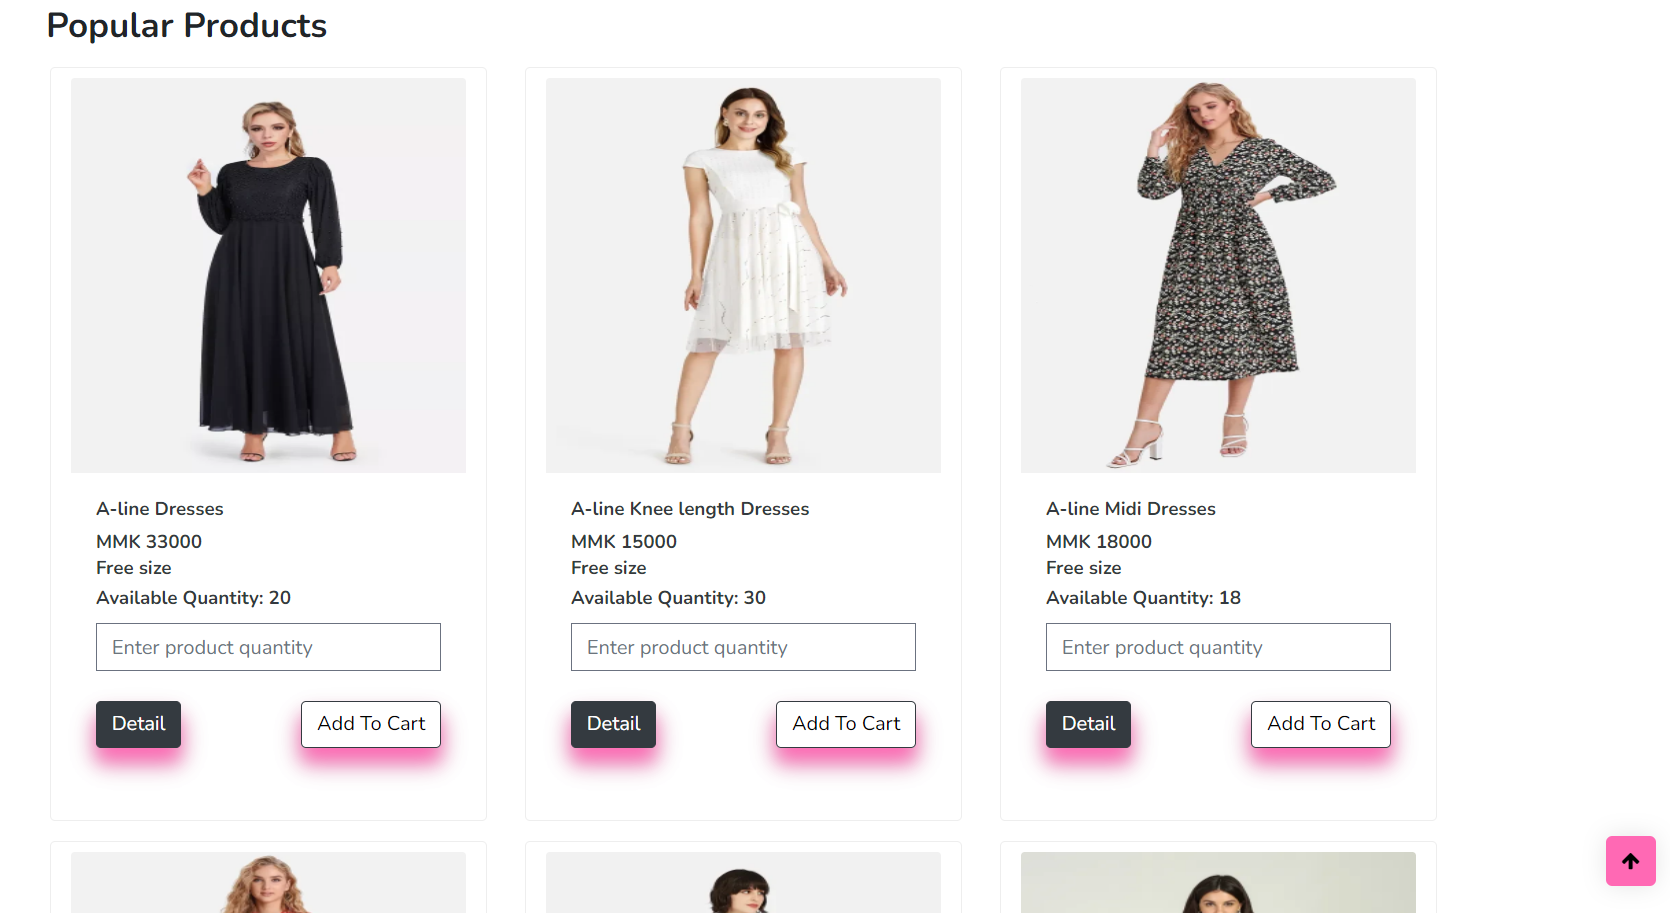 Popular Products
A-line Dresses
MMK 33000
Free size
Available Quantity: 20
Enter product quantity
Detail
Add To Cart
A-line Knee length Dresses
MMK 15000
Free size
Available Quantity: 30
Enter product quantity
Detail
Add To Cart
A-line Midi Dresses
MMK 18000
Free size
Available Quantity: 18
Enter product quantity
Detail
Add To Cart